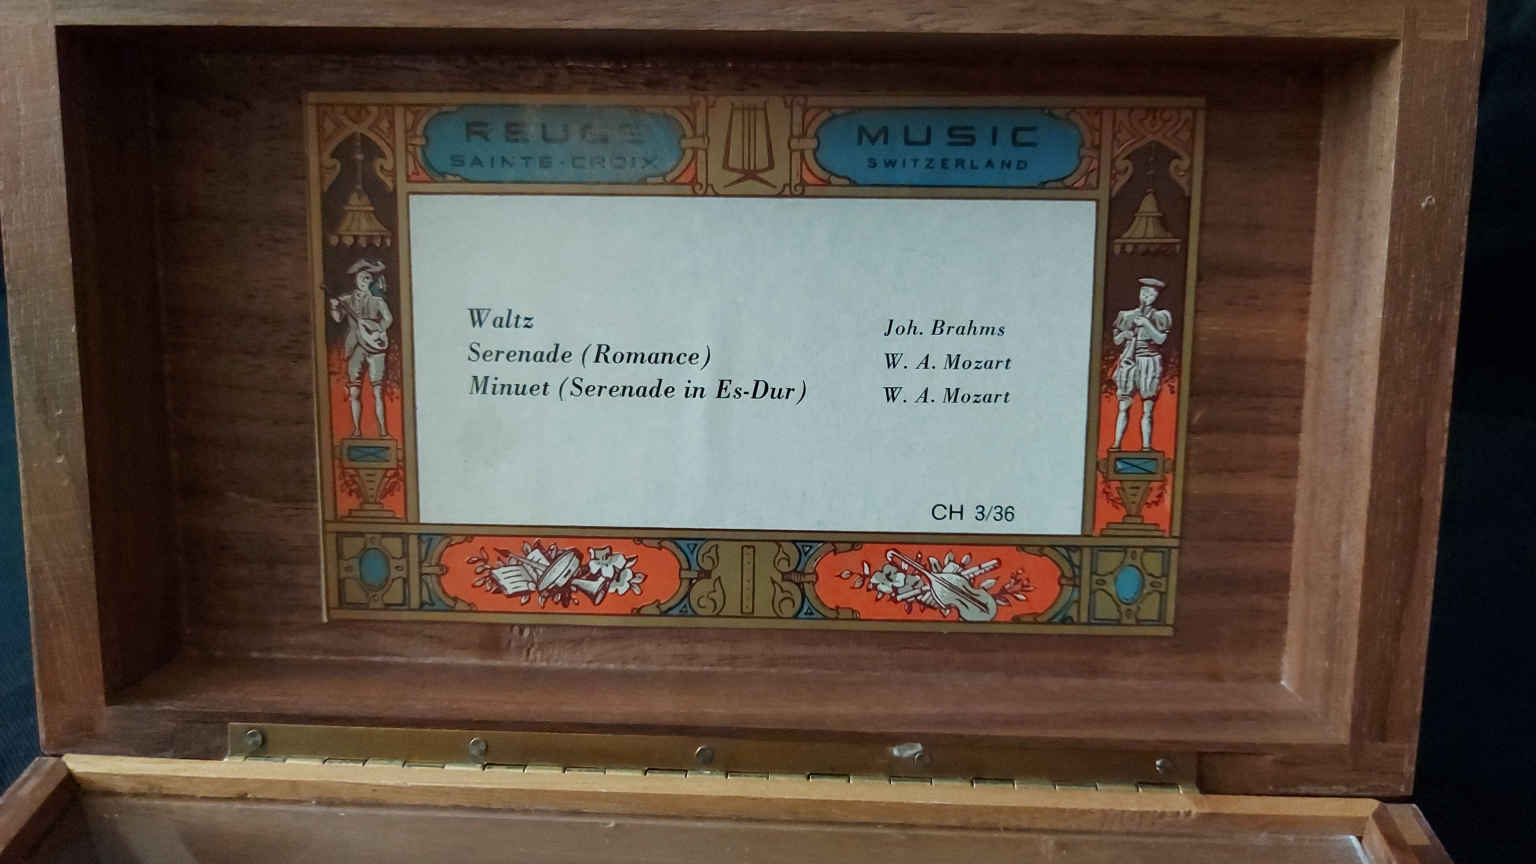 REUGE MUSIC
SAINTE·CROIX SWITZERLAND
Waltz Joh. Brahms
Serenade (Romance) W. A. Mozart
Minuet (Serenade in Es-Dur) W. A. Mozart
CH 3/36